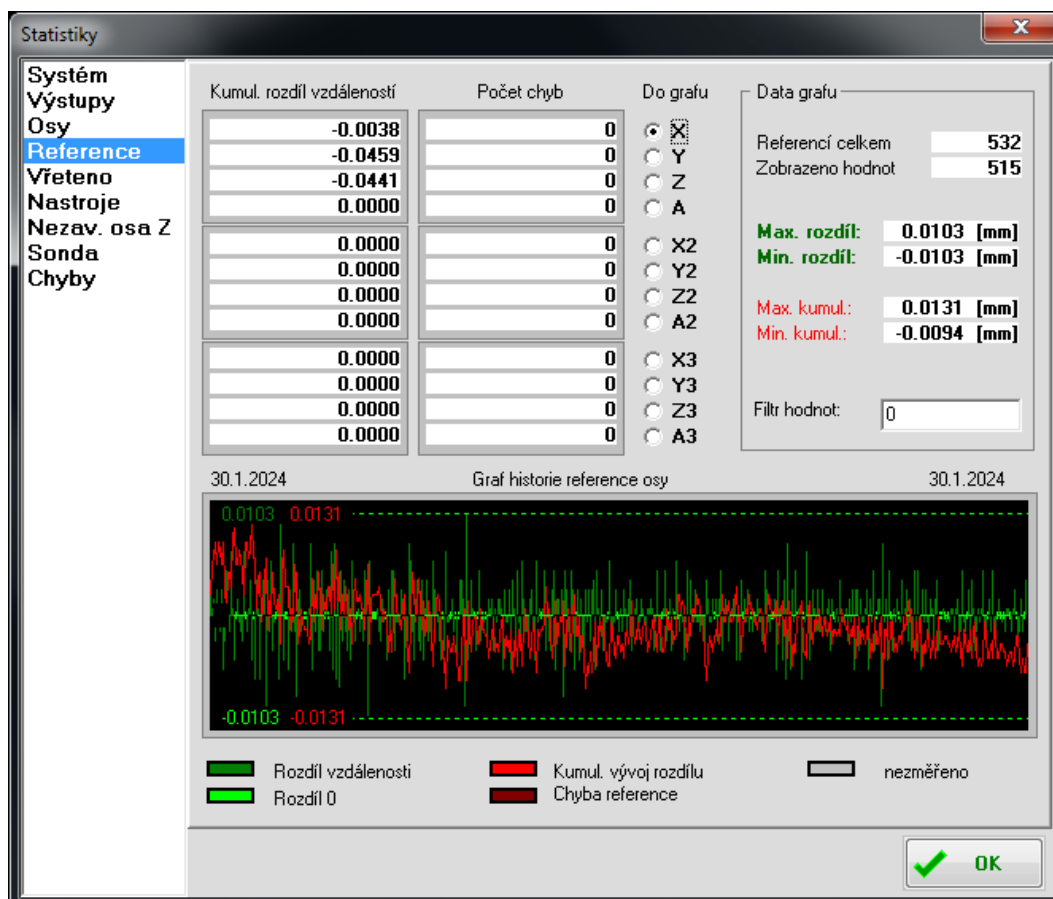 Statistiky
Systém
Výstupy
Osy
Reference
Vřeteno
Nastroje
Nezav. osa Z
Sonda
Chyby
Kumul. rozdíl vzdáleností Počet chyb Do grafu Data grafu
-0.0038 0 X
-0.0459 0 Y
-0.0441 0 Z
0.0000 0 A
0.0000 0 X2
0.0000 0 Y2
0.0000 0 Z2
0.0000 0 A2
0.0000 0 X3
0.0000 0 Y3
0.0000 0 Z3
0.0000 0 A3
Referencí celkem 532
Zobrazeno hodnot 515
Max. rozdíl: 0.0103 [mm]
Min. rozdíl: -0.0103 [mm]
Max. kumul.: 0.0131 [mm]
Min. kumul.: -0.0094 [mm]
Filtr hodnot: 0
30.1.2024 Graf historie reference osy 30.1.2024
0.0103 0.0131
-0.0103 -0.0131
Rozdíl vzdálenosti Kumul. vývoj rozdílu nezměřeno
Rozdíl 0 Chyba reference
OK